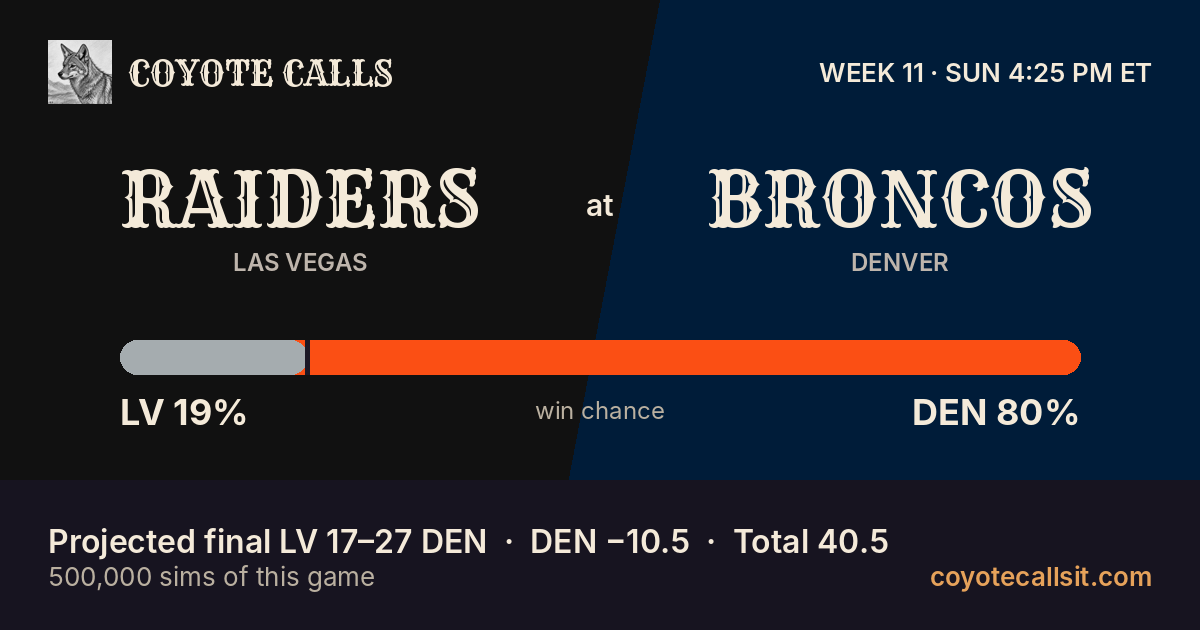 COYOTE CALLS
WEEK 11 · SUN 4:25 PM ET
RAIDERS at BRONCOS
LAS VEGAS DENVER
LV 19% win chance DEN 80%
Projected final LV 17–27 DEN · DEN −10.5 · Total 40.5
500,000 sims of this game
coyotecallsit.com